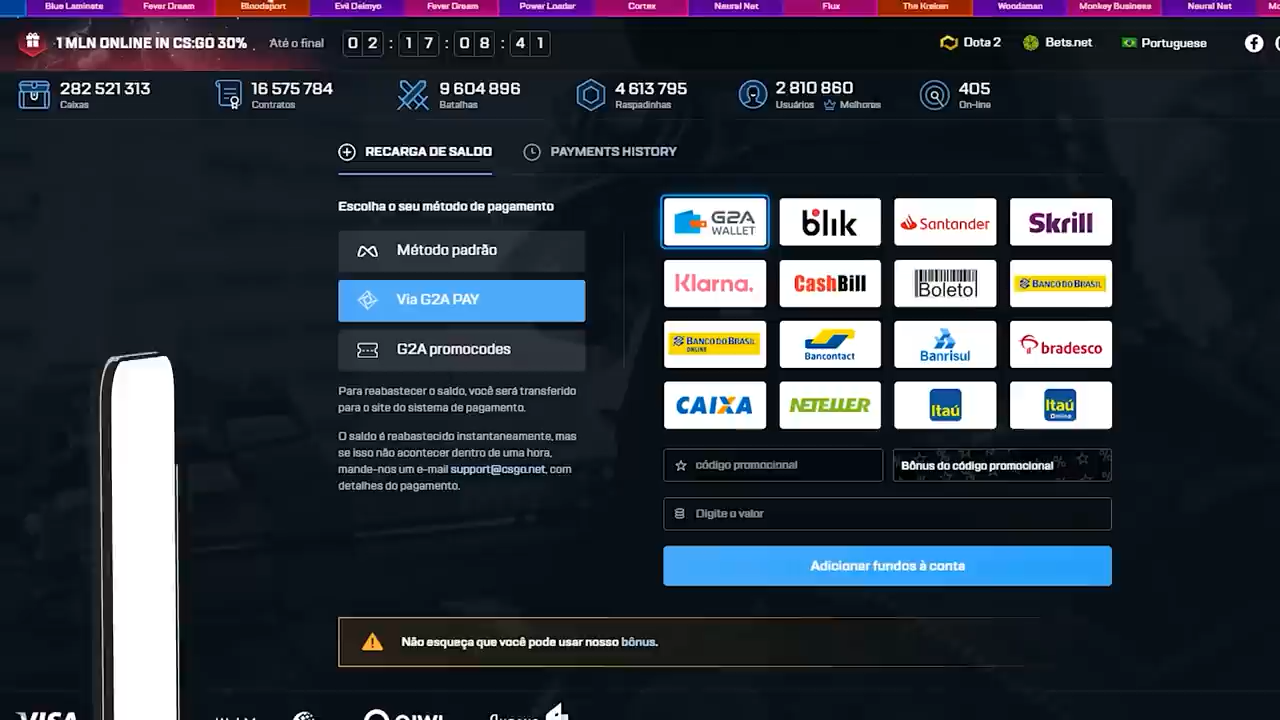 Blue Laminate
Fever Dream
Bloodsport
Evil Daimyo
Fever Dream
Power Loader
Cortex
Neural Net
Flux
The Kraken
Woodsman
Monkey Business
Neural Net
1 MLN ONLINE IN CS:GO 30%
Até o final
02:17:08:41
Dota 2
Bets.net
Portuguese
282 521 313
Caixas
16 575 784
Contratos
9 604 896
Batalhas
4 613 795
Raspadinhas
2 810 860
Usuários
Melhores
405
On-line
RECARGA DE SALDO
PAYMENTS HISTORY
Escolha o seu método de pagamento
Método padrão
Via G2A PAY
G2A promocodes
Para reabastecer o saldo, você será transferido
para o site do sistema de pagamento.
O saldo é reabastecido instantaneamente, mas
se isso não acontecer dentro de uma hora,
mande-nos um e-mail support@csgo.net, com
detalhes do pagamento.
G2A WALLET
blik
Santander
Skrill
Klarna.
CashBill
Boleto
BANCO DO BRASIL
BANCO DO BRASIL ONLINE
Bancontact
Banrisul
bradesco
CAIXA
NETELLER
Itaú
Itaú Online
código promocional
Bônus do código promocional
Digite o valor
Adicionar fundos à conta
Não esqueça que você pode usar nosso bônus.
VISA
QIWI